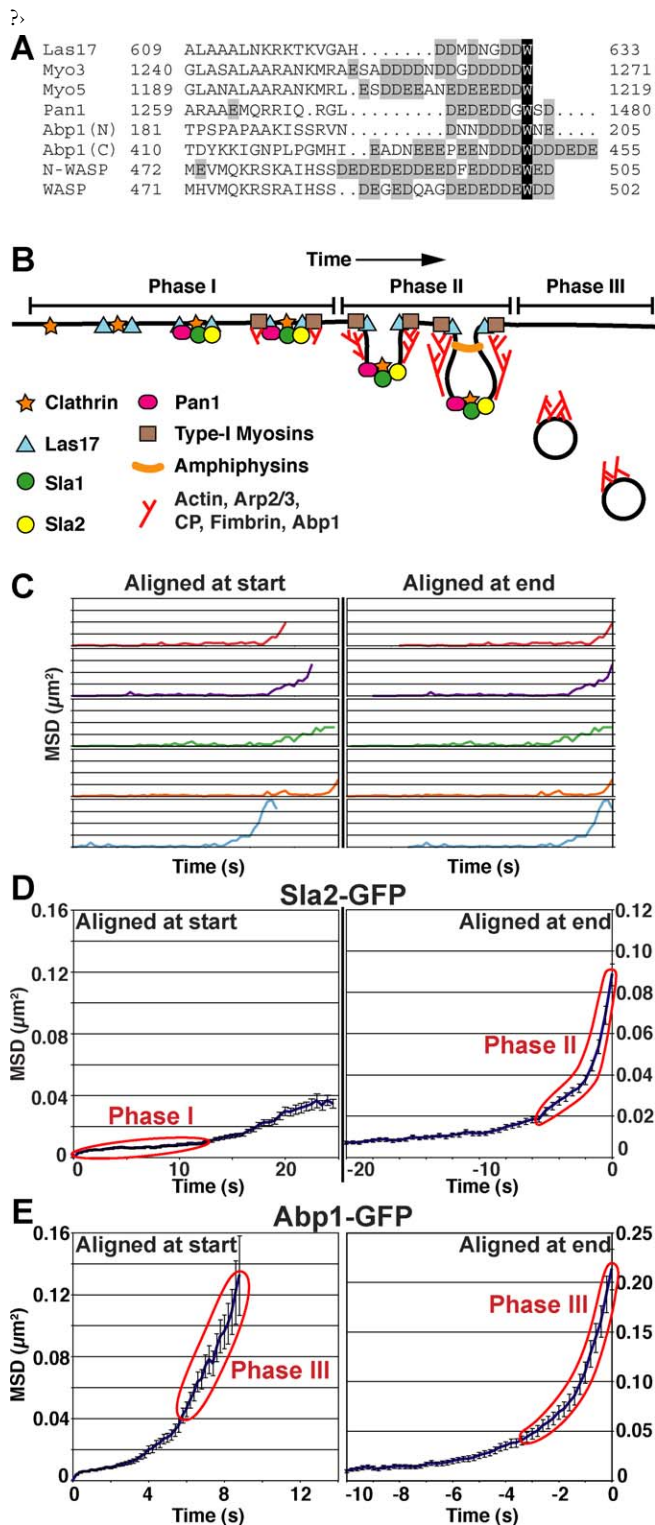 ?›
A
Las17 609 ALAAALNKRKTKVGAH.......DDMDNGDDW 633
Myo3 1240 GLASALAARANKMRAESADDDDNDDGDDDDDW 1271
Myo5 1189 GLANALAARANKMRL.ESDDEEANEDEEEDDW 1219
Pan1 1259 ARAAEMQRRIQ.RGL.......DEDEDDGWSD.... 1480
Abp1(N) 181 TPSPAPAAKISSRVN.......DNNDDDDWNE.... 205
Abp1(C) 410 TDYKKIGNPLPGMHI.EADNEEEPEENDDDDWDDDEDE 455
N-WASP 472 MEVMQKRSKAIHSSDEDEDEDDEEDFEDDDEWED 505
WASP 471 MHVMQKRSRAIHSS..DEGEDQAGDEDEDDEWDD 502
B
Time
Phase I Phase II Phase III
Clathrin Pan1
Las17 Type-I Myosins
Sla1 Amphiphysins
Sla2 Actin, Arp2/3,
CP, Fimbrin, Abp1
C
Aligned at start Aligned at end
MSD (µm²)
Time (s) Time (s)
D
Sla2-GFP
Aligned at start Aligned at end
MSD (µm²)
0.16 0.12 0.08 0.04 0
0.12 0.10 0.08 0.06 0.04 0.02 0
Phase I Phase II
0 10 20 -20 -10 0
Time (s) Time (s)
E
Abp1-GFP
Aligned at start Aligned at end
MSD (µm²)
0.16 0.12 0.08 0.04 0
0.25 0.20 0.15 0.10 0.05 0
Phase III Phase III
0 4 8 12 -10 -8 -6 -4 -2 0
Time (s) Time (s)